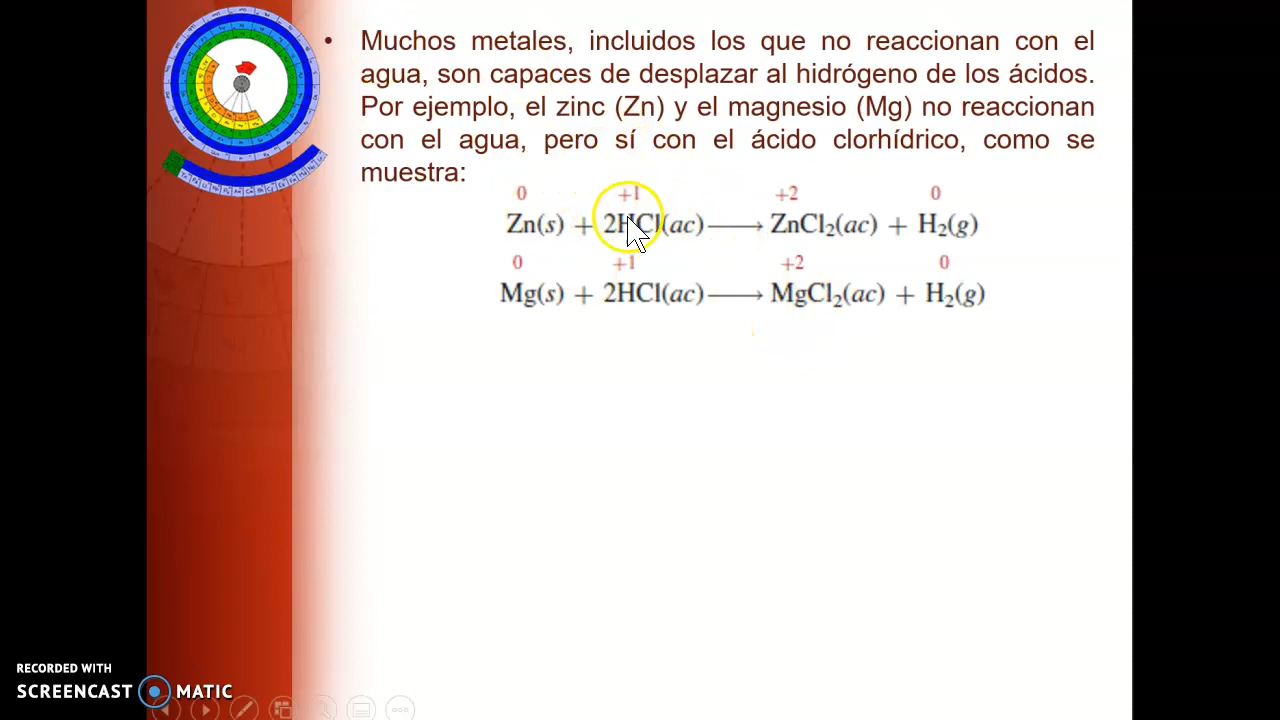 • Muchos metales, incluidos los que no reaccionan con el
agua, son capaces de desplazar al hidrógeno de los ácidos.
Por ejemplo, el zinc (Zn) y el magnesio (Mg) no reaccionan
con el agua, pero sí con el ácido clorhídrico, como se
muestra:
0 +1 +2 0
Zn(s) + 2HCl(ac) ⟶ ZnCl₂(ac) + H₂(g)
0 +1 +2 0
Mg(s) + 2HCl(ac) ⟶ MgCl₂(ac) + H₂(g)
RECORDED WITH
SCREENCAST MATIC